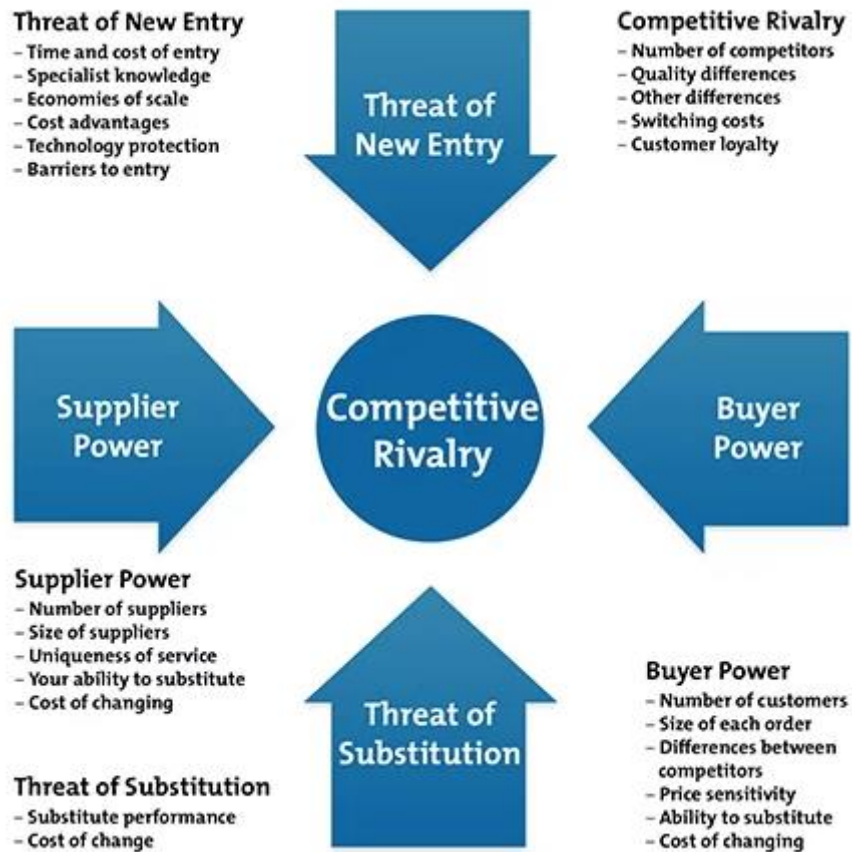 Threat of New Entry
– Time and cost of entry
– Specialist knowledge
– Economies of scale
– Cost advantages
– Technology protection
– Barriers to entry
Threat of
New Entry
Competitive Rivalry
– Number of competitors
– Quality differences
– Other differences
– Switching costs
– Customer loyalty
Supplier
Power
Competitive
Rivalry
Buyer
Power
Supplier Power
– Number of suppliers
– Size of suppliers
– Uniqueness of service
– Your ability to substitute
– Cost of changing
Threat of
Substitution
Buyer Power
– Number of customers
– Size of each order
– Differences between
competitors
– Price sensitivity
– Ability to substitute
– Cost of changing
Threat of Substitution
– Substitute performance
– Cost of change